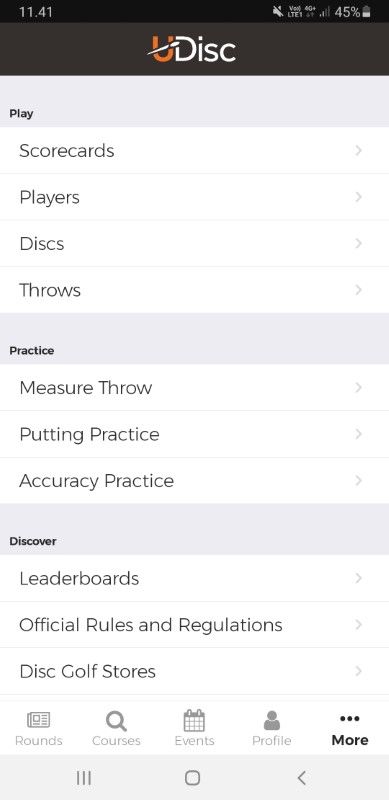 11.41 Vo) 4G+ LTE1 45%
UDisc
Play
Scorecards
Players
Discs
Throws
Practice
Measure Throw
Putting Practice
Accuracy Practice
Discover
Leaderboards
Official Rules and Regulations
Disc Golf Stores
Rounds Courses Events Profile More